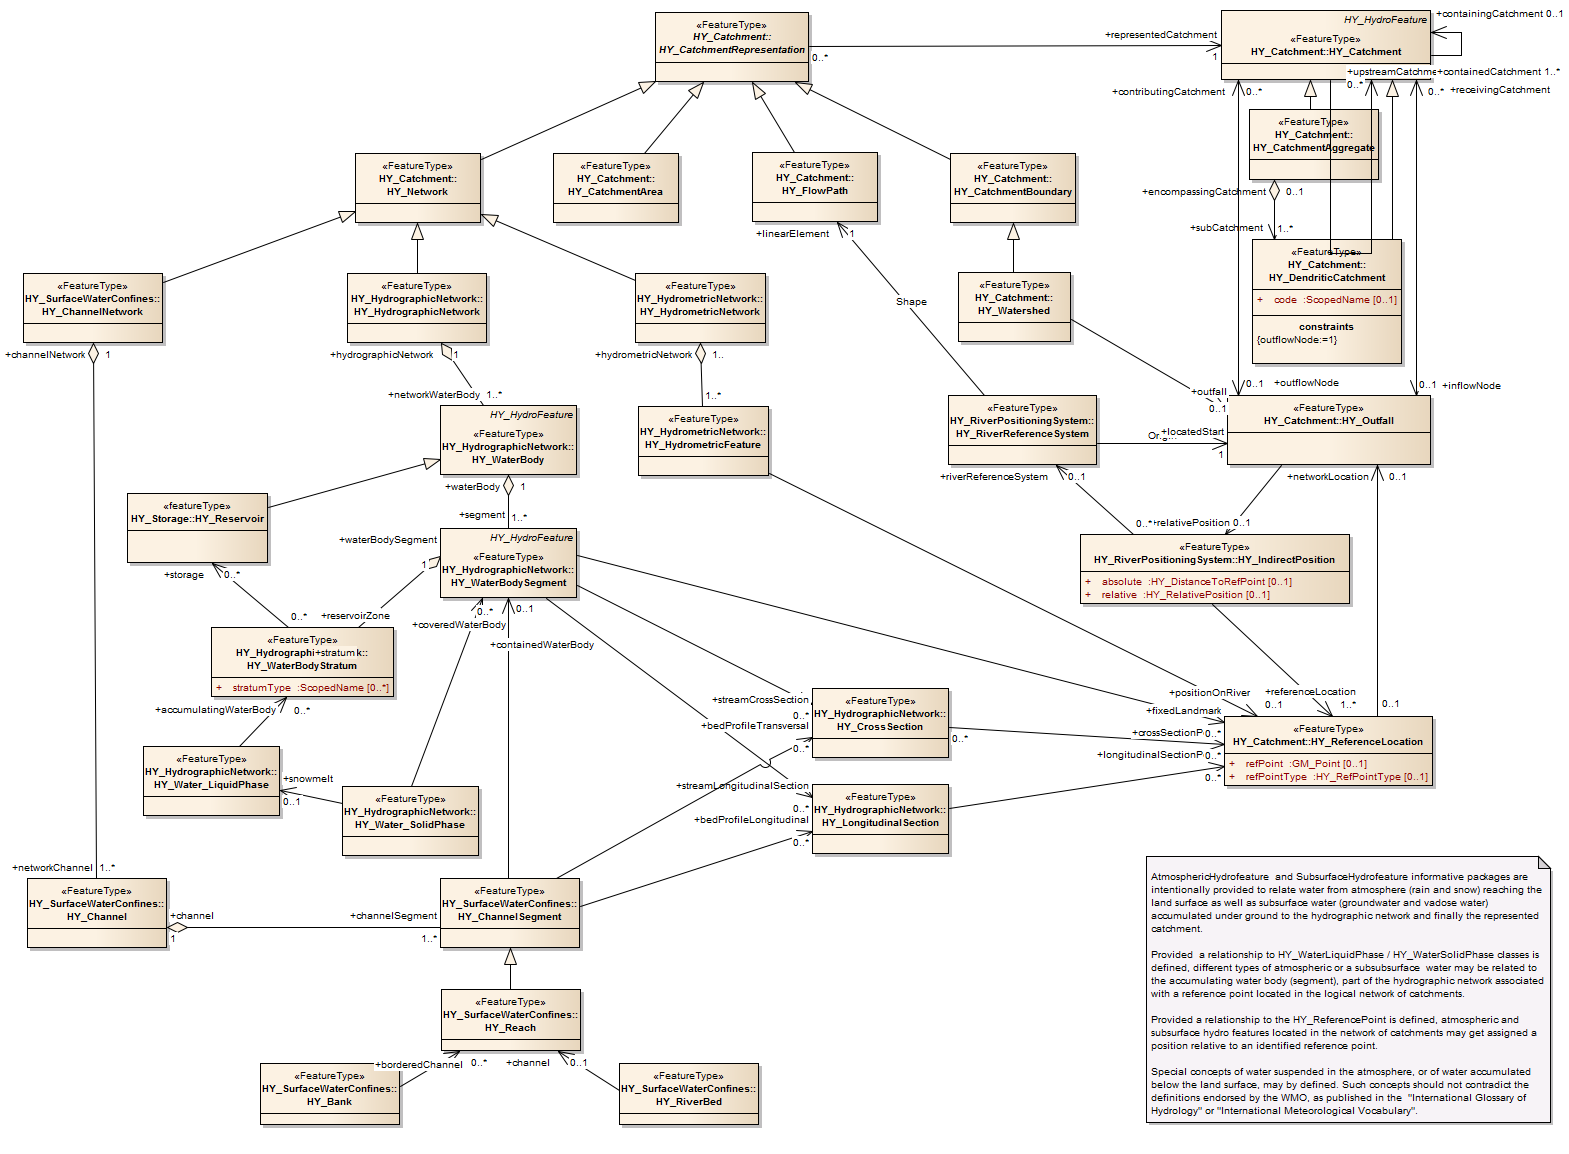 «FeatureType»
HY_Catchment::
HY_CatchmentRepresentation
0..*
+representedCatchment
1
HY_HydroFeature
«FeatureType»
HY_Catchment::HY_Catchment
+containingCatchment 0..1
+upstreamCatchme
+containedCatchment 1..*
0..*
+contributingCatchment
0..*
0..*
+receivingCatchment
«FeatureType»
HY_Catchment::
HY_CatchmentAggregate
+encompassingCatchment
0..1
+subCatchment
1..*
«FeatureType»
HY_Catchment::
HY_DendriticCatchment
+ code :ScopedName [0..1]
constraints
{outflowNode:=1}
«FeatureType»
HY_Catchment::
HY_Network
«FeatureType»
HY_Catchment::
HY_CatchmentArea
«FeatureType»
HY_Catchment::
HY_FlowPath
«FeatureType»
HY_Catchment::
HY_CatchmentBoundary
+linearElement
1
Shape
«FeatureType»
HY_SurfaceWaterConfines::
HY_ChannelNetwork
«FeatureType»
HY_HydrographicNetwork::
HY_HydrographicNetwork
«FeatureType»
HY_HydrometricNetwork::
HY_HydrometricNetwork
«FeatureType»
HY_Catchment::
HY_Watershed
+channelNetwork
1
+hydrographicNetwork
1
+hydrometricNetwork
1..
+networkWaterBody
1..*
1..*
+outfall
0..1
0..1
+outflowNode
0..1
+inflowNode
HY_HydroFeature
«FeatureType»
HY_HydrographicNetwork::
HY_WaterBody
«FeatureType»
HY_HydrometricNetwork::
HY_HydrometricFeature
«FeatureType»
HY_RiverPositioningSystem::
HY_RiverReferenceSystem
«FeatureType»
HY_Catchment::HY_Outfall
+locatedStart
1
+riverReferenceSystem
0..1
+networkLocation
0..1
+waterBody
1
+segment
1..*
«featureType»
HY_Storage::HY_Reservoir
+storage
0..*
0..*
+waterBodySegment
1
+reservoirZone
HY_HydroFeature
«FeatureType»
HY_HydrographicNetwork::
HY_WaterBodySegment
0..*
+relativePosition 0..1
«FeatureType»
HY_RiverPositioningSystem::HY_IndirectPosition
+ absolute :HY_DistanceToRefPoint [0..1]
+ relative :HY_RelativePosition [0..1]
0..*
0..1
+coveredWaterBody
+containedWaterBody
«FeatureType»
HY_Hydrographi+stratumk::
HY_WaterBodyStratum
+ stratumType :ScopedName [0..*]
+accumulatingWaterBody
0..*
«FeatureType»
HY_HydrographicNetwork::
HY_Water_LiquidPhase
+snowmelt
0..1
«FeatureType»
HY_HydrographicNetwork::
HY_Water_SolidPhase
+streamCrossSection
0..*
+bedProfileTransversal
0..*
«FeatureType»
HY_HydrographicNetwork::
HY_CrossSection
0..*
+streamLongitudinalSection
0..*
+bedProfileLongitudinal
0..*
«FeatureType»
HY_HydrographicNetwork::
HY_LongitudinalSection
+positionOnRiver
0..1
+referenceLocation
1..*
0..1
+fixedLandmark
+crossSectionP
0..*
+longitudinalSectionP
0..*
0..*
«FeatureType»
HY_Catchment::HY_ReferenceLocation
+ refPoint :GM_Point [0..1]
+ refPointType :HY_RefPointType [0..1]
+networkChannel
1..*
«FeatureType»
HY_SurfaceWaterConfines::
HY_Channel
+channel
1
+channelSegment
1..*
«FeatureType»
HY_SurfaceWaterConfines::
HY_ChannelSegment
«FeatureType»
HY_SurfaceWaterConfines::
HY_Reach
+borderedChannel
0..*
+channel
0..1
«FeatureType»
HY_SurfaceWaterConfines::
HY_Bank
«FeatureType»
HY_SurfaceWaterConfines::
HY_RiverBed
AtmosphericHydrofeature and SubsurfaceHydrofeature informative packages are
intentionally provided to relate water from atmosphere (rain and snow) reaching the
land surface as well as subsurface water (groundwater and vadose water)
accumulated under ground to the hydrographic network and finally the represented
catchment.
Provided a relationship to HY_WaterLiquidPhase / HY_WaterSolidPhase classes is
defined, different types of atmospheric or a subsubsurface water may be related to
the accumulating water body (segment), part of the hydrographic network associated
with a reference point located in the logical network of catchments.
Provided a relationship to the HY_ReferencePoint is defined, atmospheric and
subsurface hydro features located in the network of catchments may get assigned a
position relative to an identified reference point.
Special concepts of water suspended in the atmosphere, or of water accumulated
below the land surface, may by defined. Such concepts should not contradict the
definitions endorsed by the WMO, as published in the "International Glossary of
Hydrology" or "International Meteorological Vocabulary".